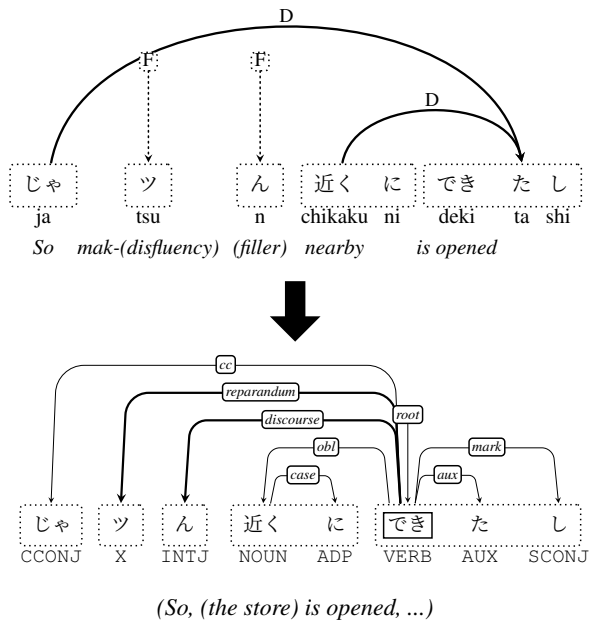 D
F F
D
じゃ ツ ん 近く に でき た し
ja tsu n chikaku ni deki ta shi
So mak-(disfluency) (filler) nearby is opened
cc
reparandum
discourse root
obl mark
case aux
じゃ ツ ん 近く に でき た し
CCONJ X INTJ NOUN ADP VERB AUX SCONJ
(So, (the store) is opened, ...)